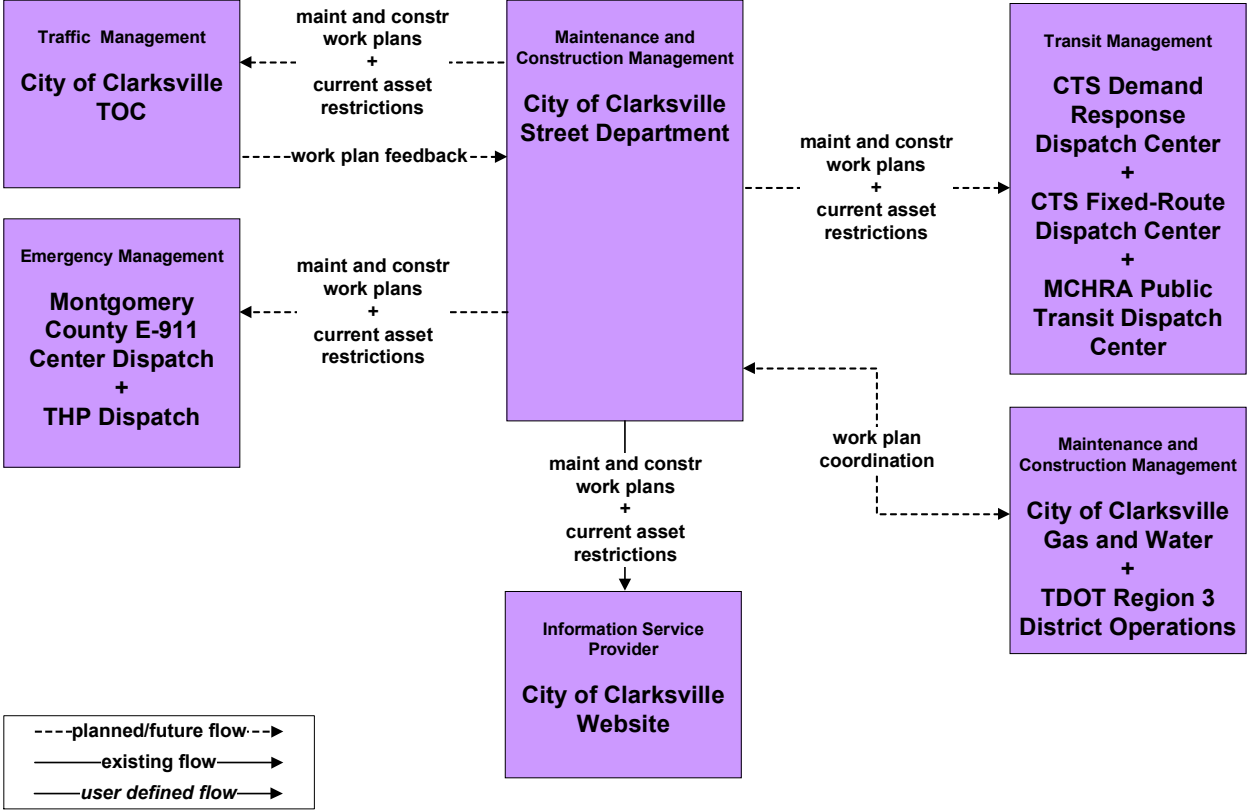 Traffic Management
City of Clarksville
TOC
maint and constr
work plans
+
current asset
restrictions
work plan feedback
Maintenance and
Construction Management
City of Clarksville
Street Department
maint and constr
work plans
+
current asset
restrictions
Transit Management
CTS Demand
Response
Dispatch Center
+
CTS Fixed-Route
Dispatch Center
+
MCHRA Public
Transit Dispatch
Center
Emergency Management
Montgomery
County E-911
Center Dispatch
+
THP Dispatch
maint and constr
work plans
+
current asset
restrictions
work plan
coordination
Maintenance and
Construction Management
City of Clarksville
Gas and Water
+
TDOT Region 3
District Operations
maint and constr
work plans
+
current asset
restrictions
Information Service
Provider
City of Clarksville
Website
planned/future flow
existing flow
user defined flow